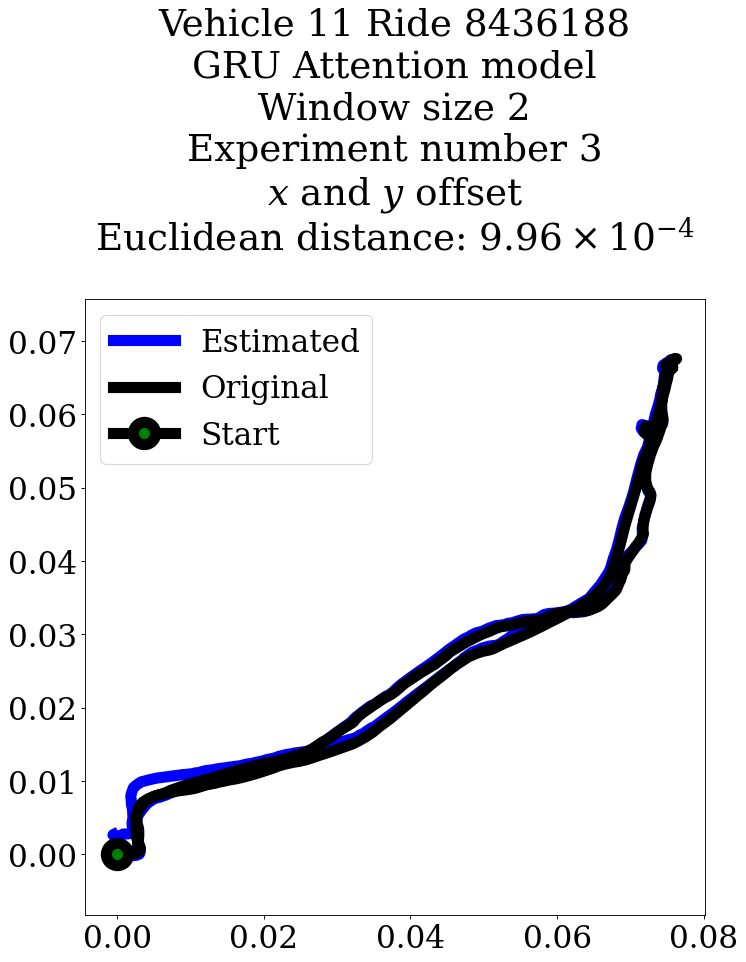 Vehicle 11 Ride 8436188
GRU Attention model
Window size 2
Experiment number 3
x and y offset
Euclidean distance: 9.96 × 10⁻⁴
Estimated
Original
Start
0.07
0.06
0.05
0.04
0.03
0.02
0.01
0.00
0.00 0.02 0.04 0.06 0.08